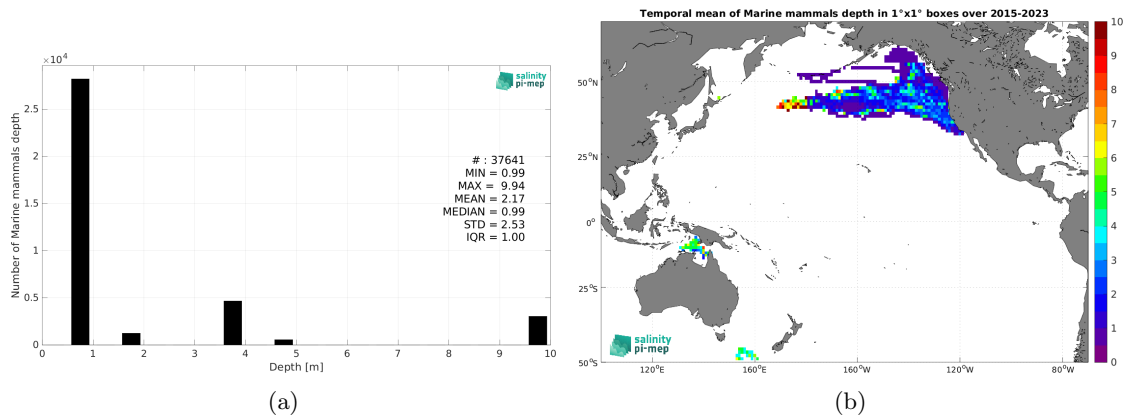 ×10⁴
2.5
2
1.5
1
0.5
0
Number of Marine mammals depth
salinity
pi-mep
# : 37641
MIN = 0.99
MAX = 9.94
MEAN = 2.17
MEDIAN = 0.99
STD = 2.53
IQR = 1.00
0 1 2 3 4 5 6 7 8 9 10
Depth [m]
(a)
Temporal mean of Marine mammals depth in 1°x1° boxes over 2015-2023
50°N
25°N
0°
25°S
50°S
salinity
pi-mep
120°E 160°E 160°W 120°W 80°W
10
9
8
7
6
5
4
3
2
1
0
(b)